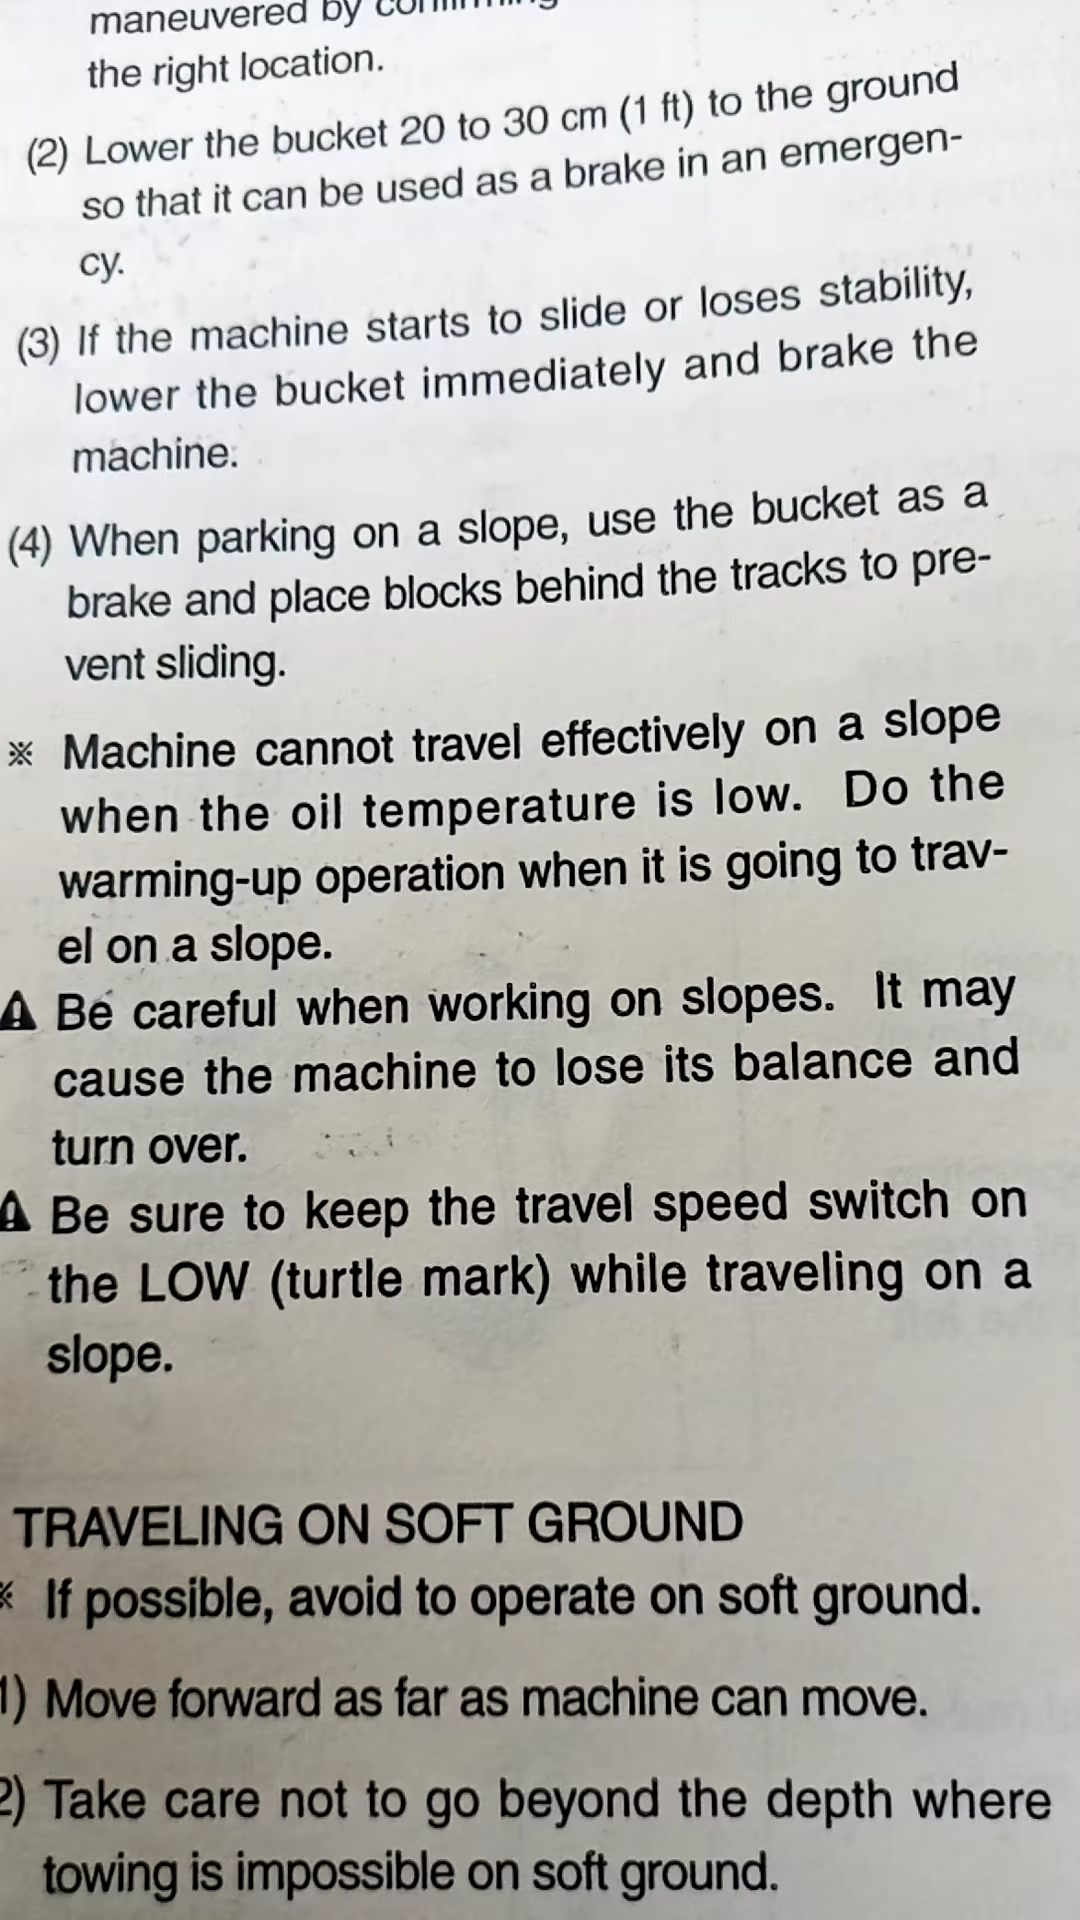 maneuvered by
the right location.
(2) Lower the bucket 20 to 30 cm (1 ft) to the ground
so that it can be used as a brake in an emergen-
cy.
(3) If the machine starts to slide or loses stability,
lower the bucket immediately and brake the
machine.
(4) When parking on a slope, use the bucket as a
brake and place blocks behind the tracks to pre-
vent sliding.
※ Machine cannot travel effectively on a slope
when the oil temperature is low. Do the
warming-up operation when it is going to trav-
el on a slope.
⚠ Be careful when working on slopes. It may
cause the machine to lose its balance and
turn over.
⚠ Be sure to keep the travel speed switch on
the LOW (turtle mark) while traveling on a
slope.
TRAVELING ON SOFT GROUND
※ If possible, avoid to operate on soft ground.
1) Move forward as far as machine can move.
2) Take care not to go beyond the depth where
towing is impossible on soft ground.